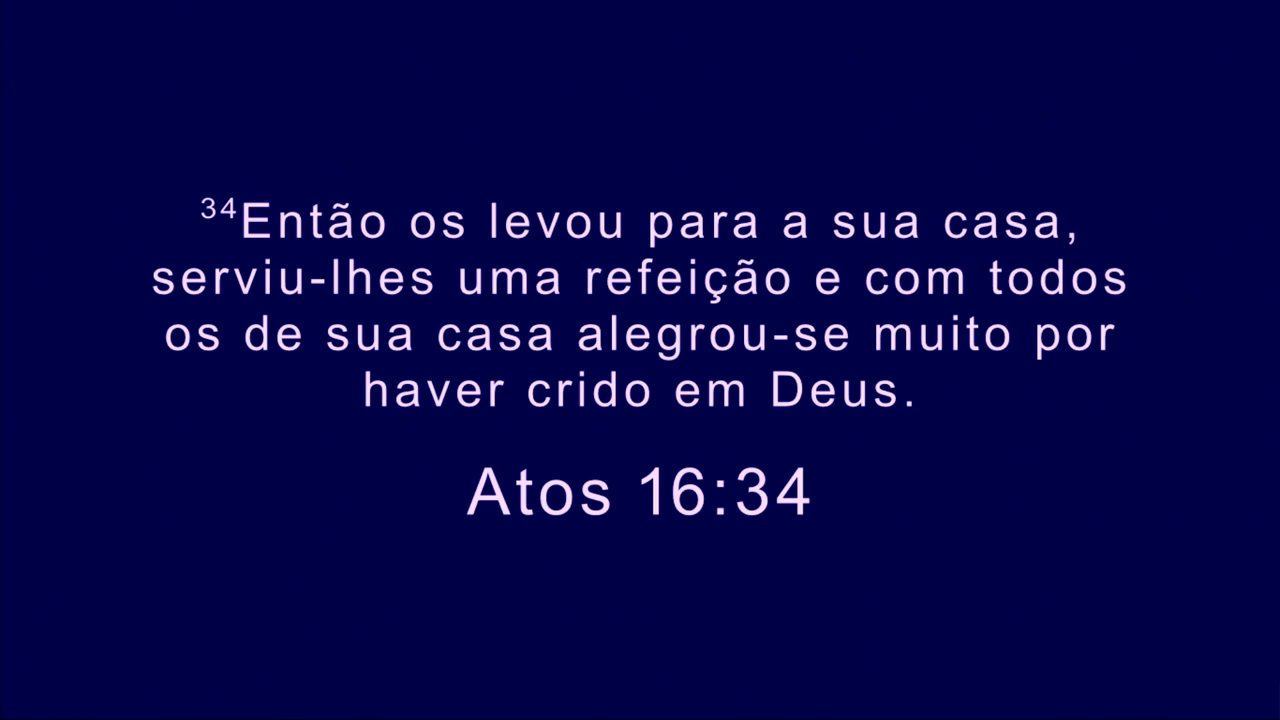 ³⁴Então os levou para a sua casa,
serviu-lhes uma refeição e com todos
os de sua casa alegrou-se muito por
haver crido em Deus.
Atos 16:34